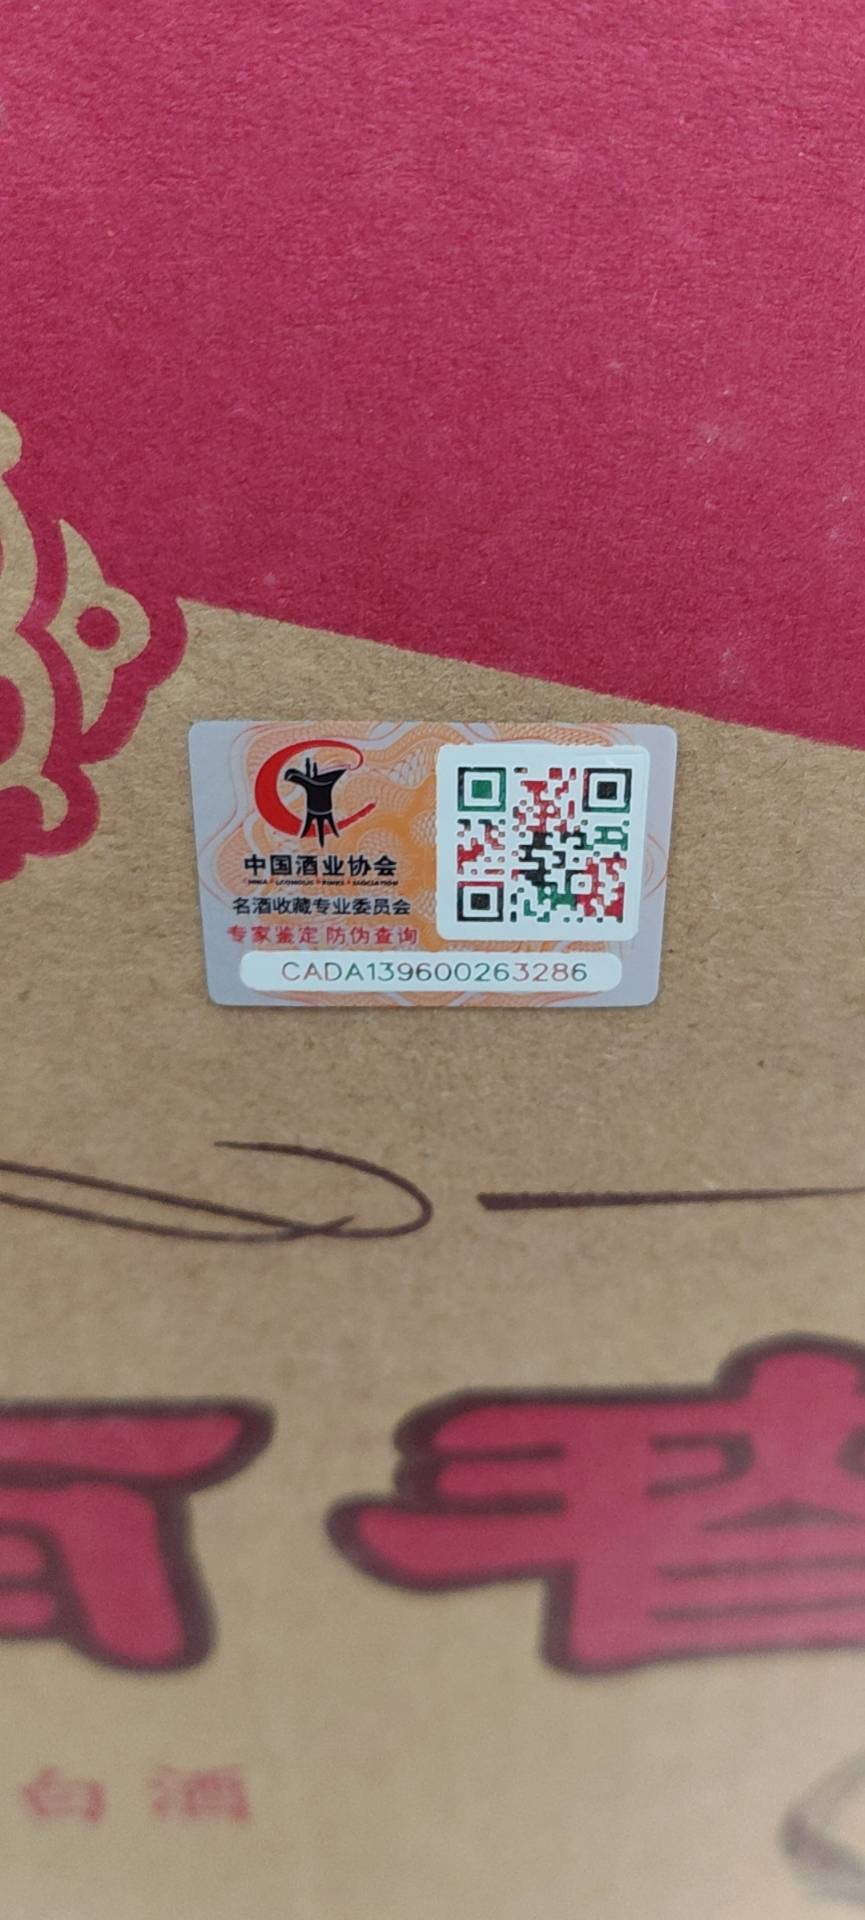 中国酒业协会
名酒收藏专业委员会
专家鉴定 防伪查询
CADA139600263286
白酒